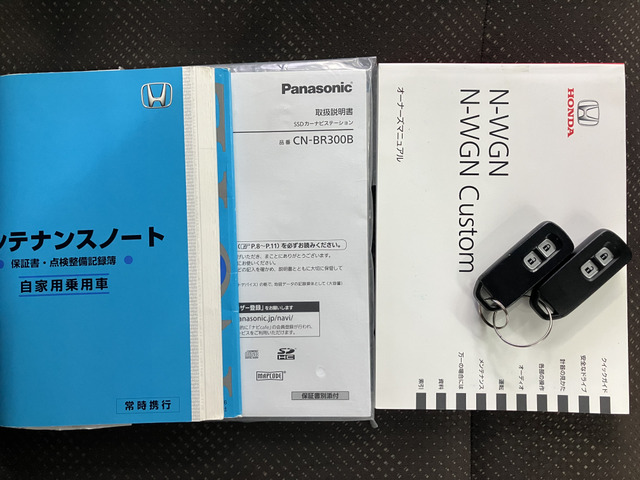 ンテナンスノート
保証書・点検整備記録簿
自家用乗用車
常時携行
Panasonic
取扱説明書
SSDカーナビステーション
品番 CN-BR300B
P.8～P.11）を必ずお読みください。
保証書別添付
MAPCODE
SD
HC
anasonic.jp/navi/
HONDA
N-WGN
N-WGN Custom
オーナーズマニュアル
クイックガイド
安全なドライブ
計器の見かた
各部の操作
オーディオ
運転
メンテナンス
万一の場合には
資料
索引